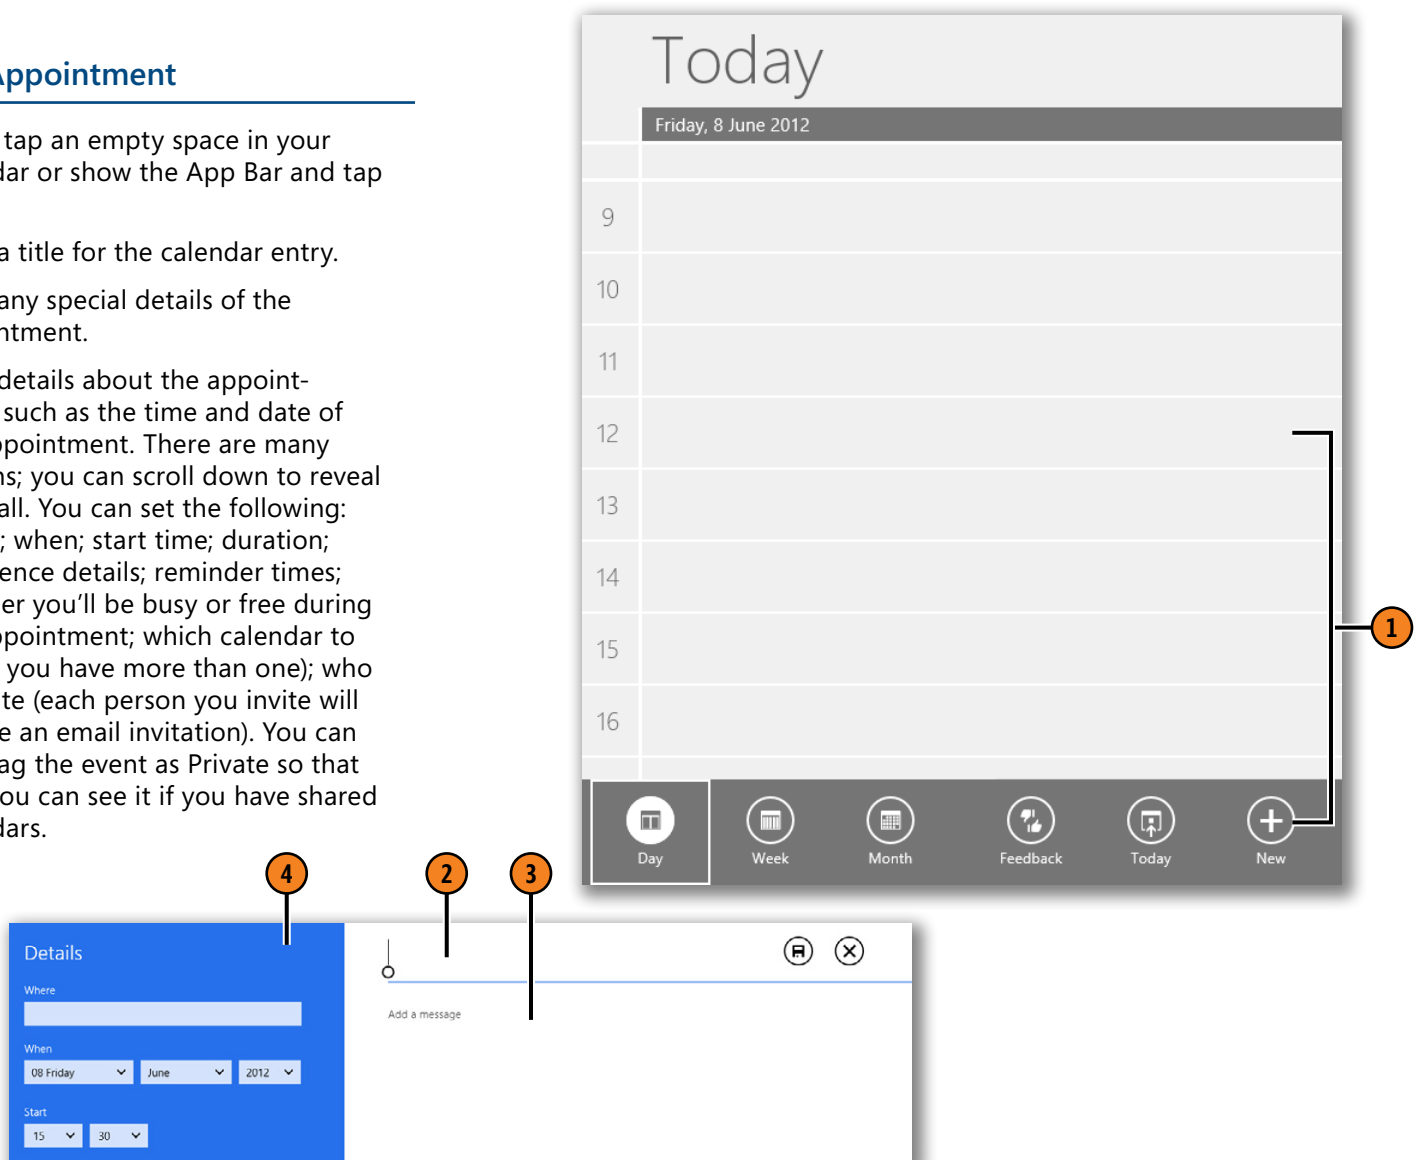 Appointment
tap an empty space in your
dar or show the App Bar and tap
a title for the calendar entry.
any special details of the
ntment.
details about the appoint-
such as the time and date of
ppointment. There are many
ns; you can scroll down to reveal
all. You can set the following:
; when; start time; duration;
ence details; reminder times;
er you'll be busy or free during
ppointment; which calendar to
you have more than one); who
te (each person you invite will
e an email invitation). You can
ag the event as Private so that
ou can see it if you have shared
dars.
Today
Friday, 8 June 2012
9
10
11
12
13
14
15
16
1
Day Week Month Feedback Today New
4 2 3
Details
Where
Add a message
When
08 Friday June 2012
Start
15 30